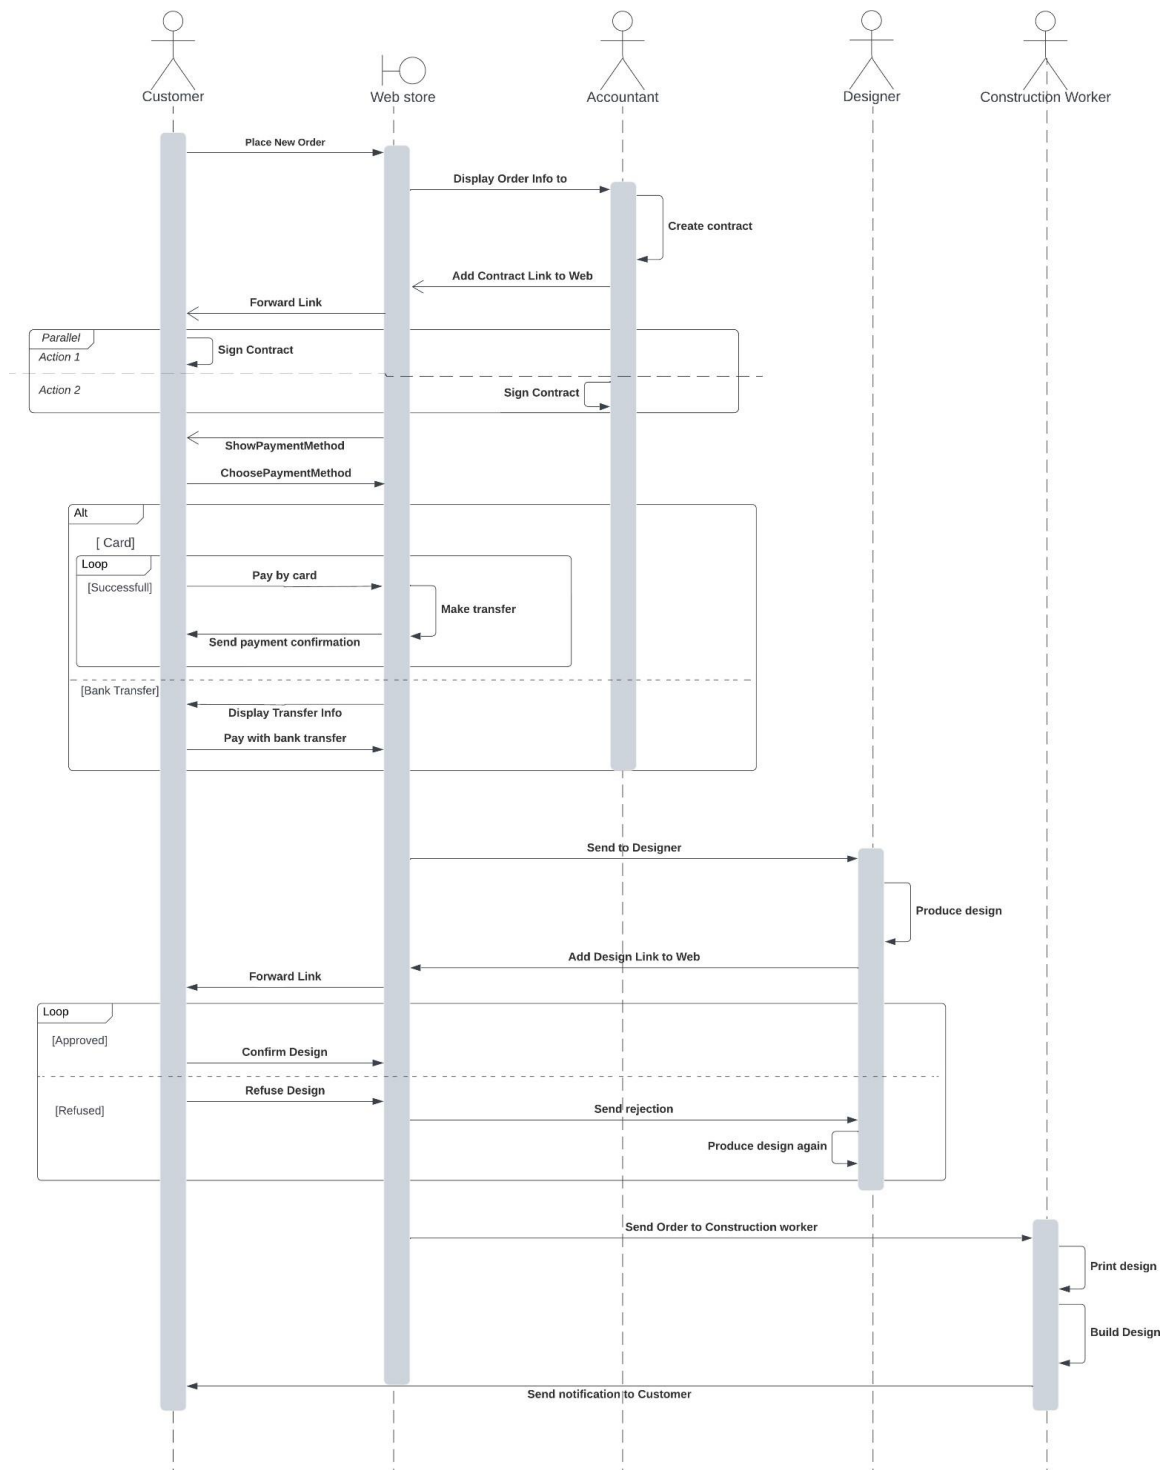 Customer
Web store
Accountant
Designer
Construction Worker
Place New Order
Display Order Info to
Create contract
Add Contract Link to Web
Forward Link
Parallel
Action 1
Sign Contract
Action 2
Sign Contract
ShowPaymentMethod
ChoosePaymentMethod
Alt
[ Card]
Loop
[Successfull]
Pay by card
Make transfer
Send payment confirmation
[Bank Transfer]
Display Transfer Info
Pay with bank transfer
Send to Designer
Produce design
Add Design Link to Web
Forward Link
Loop
[Approved]
Confirm Design
Refuse Design
[Refused]
Send rejection
Produce design again
Send Order to Construction worker
Print design
Build Design
Send notification to Customer